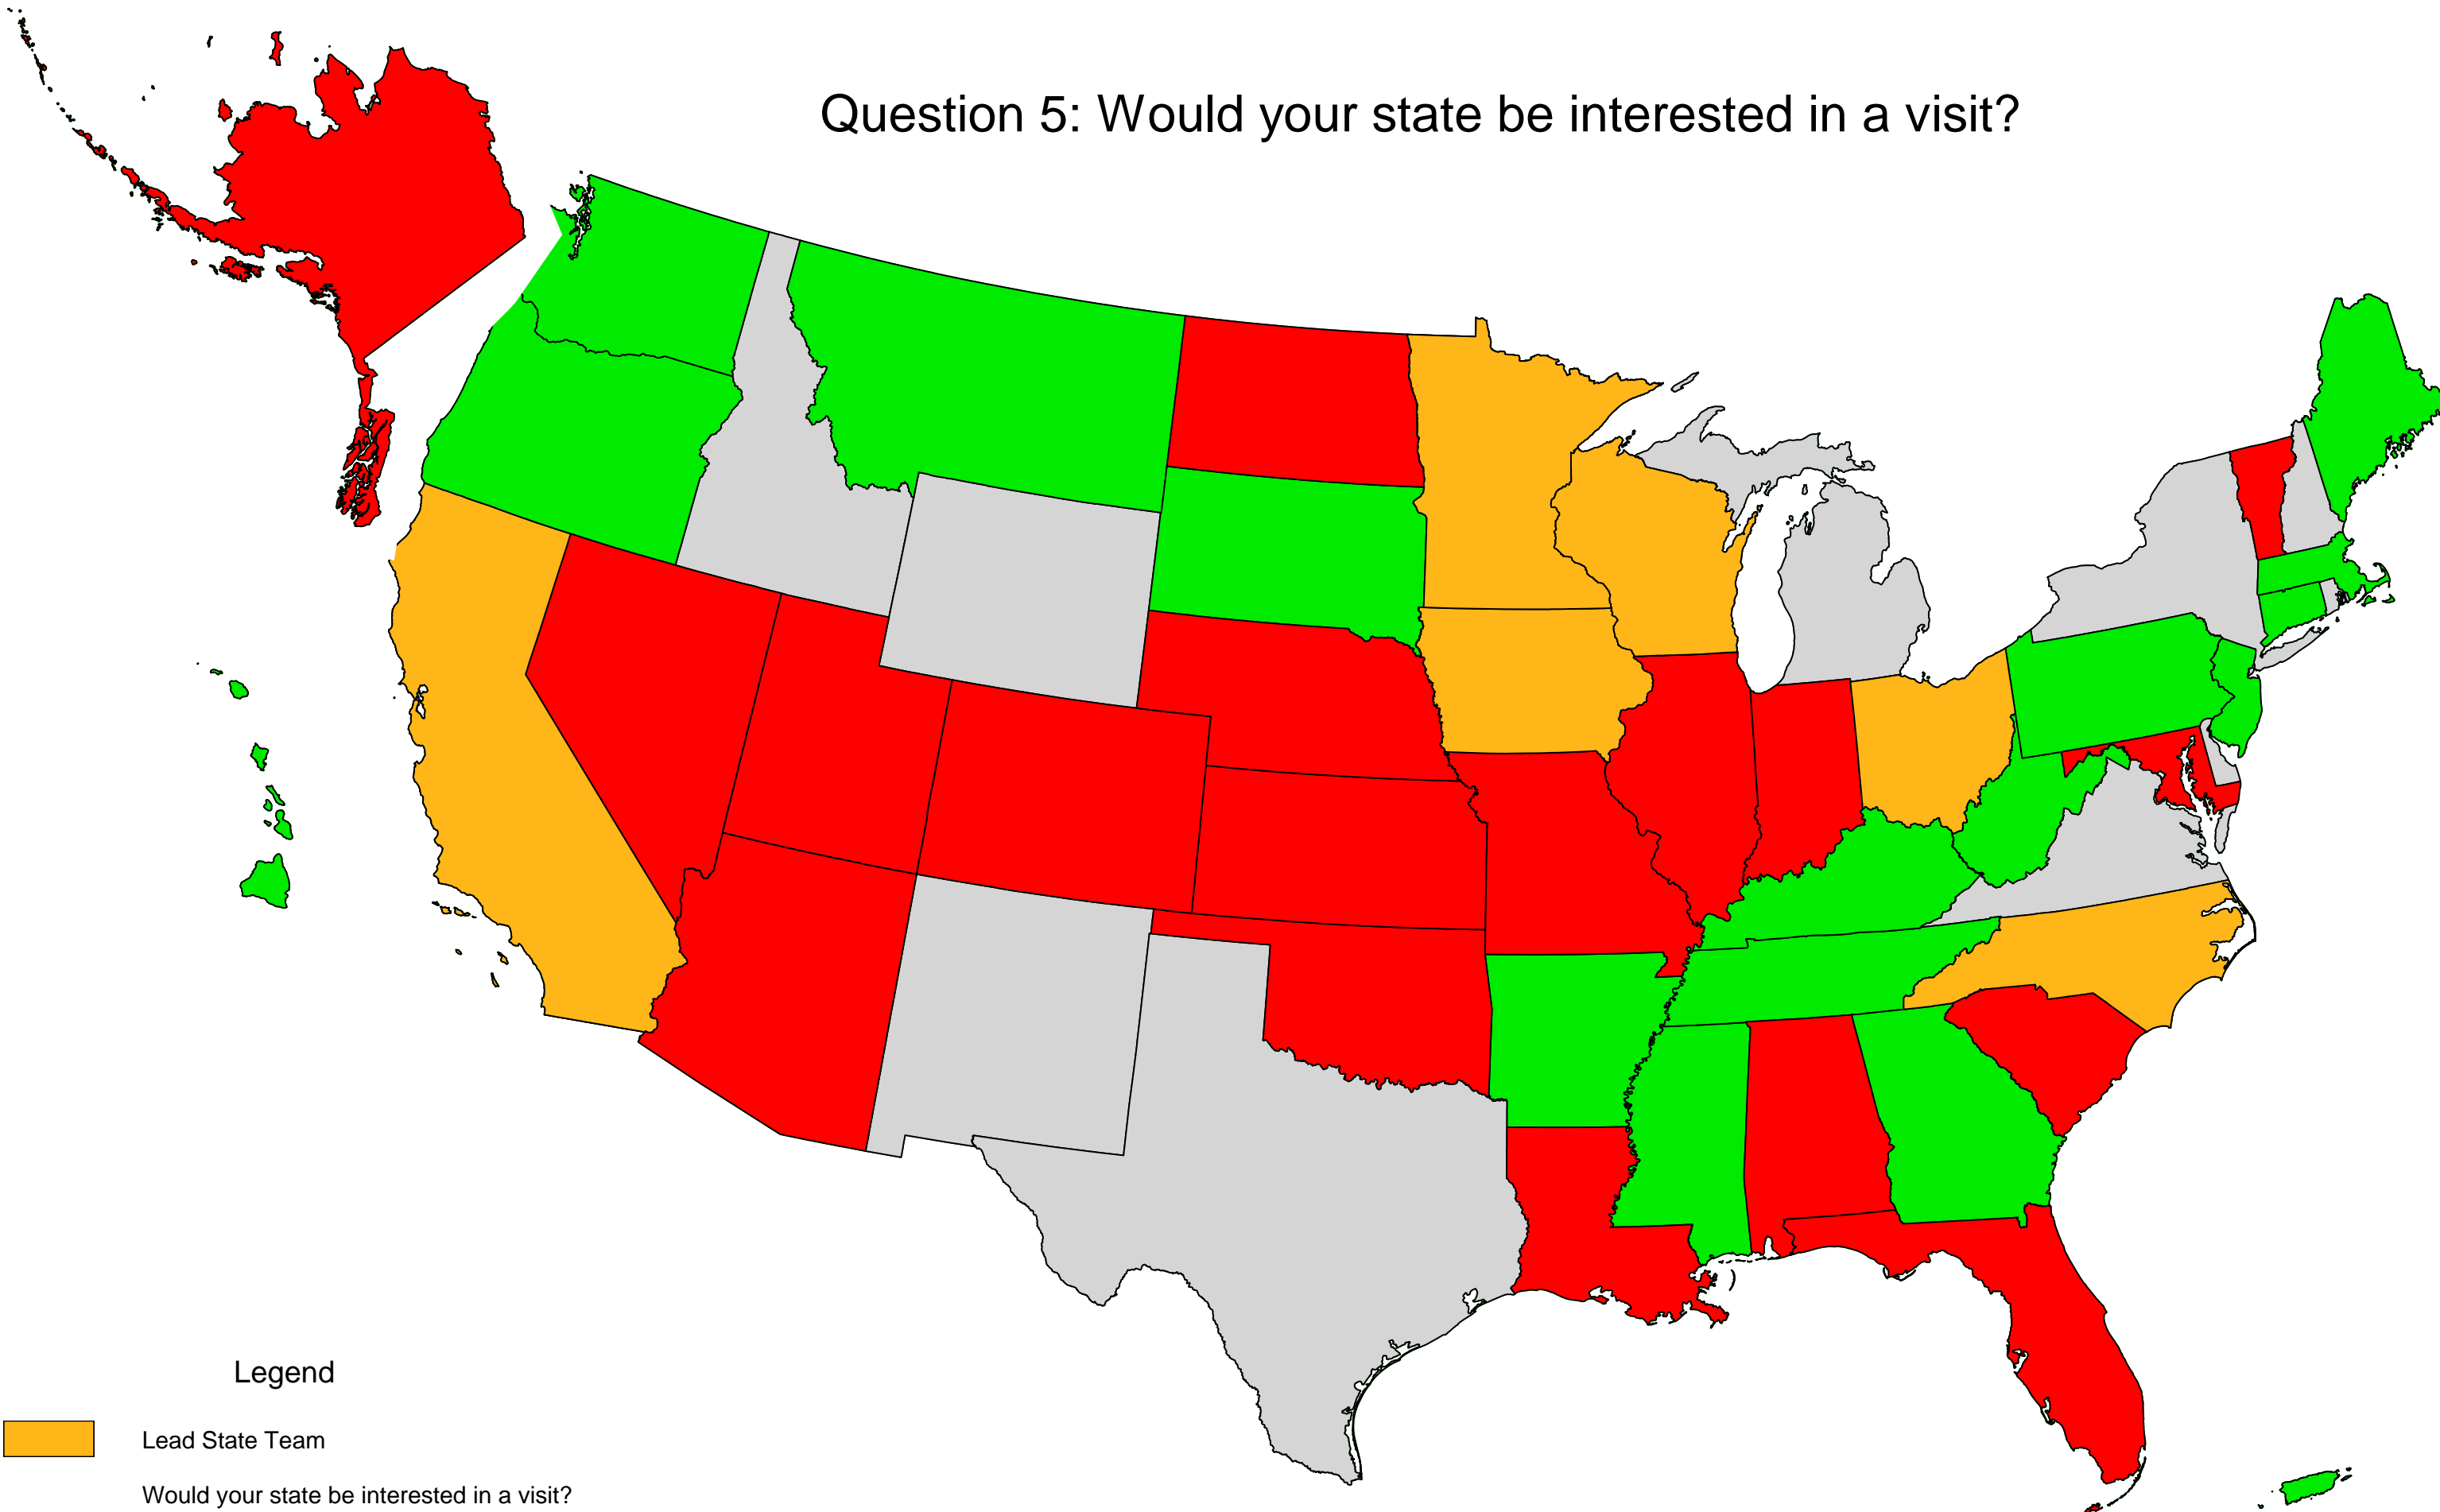 Question 5: Would your state be interested in a visit?
Legend
Lead State Team
Would your state be interested in a visit?